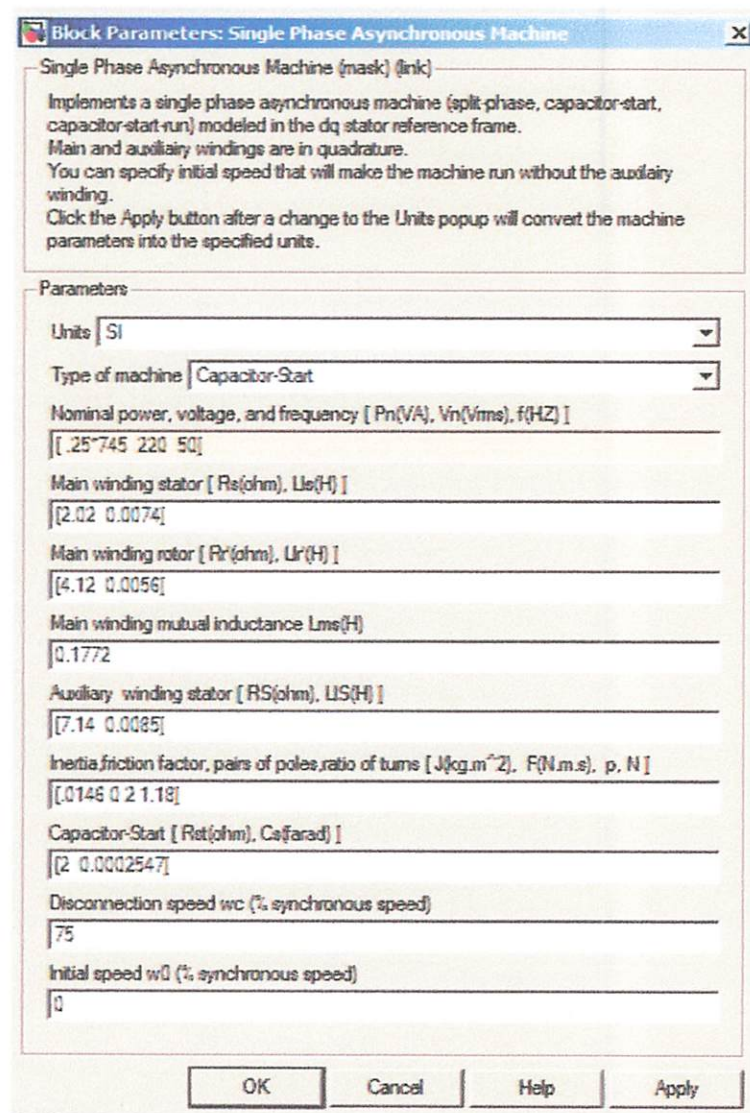 Block Parameters: Single Phase Asynchronous Machine
Single Phase Asynchronous Machine (mask) (link)
Implements a single phase asynchronous machine (split-phase, capacitor-start,
capacitor-start-run) modeled in the dq stator reference frame.
Main and auxiliairy windings are in quadrature.
You can specify initial speed that will make the machine run without the auxilairy
winding.
Click the Apply button after a change to the Units popup will convert the machine
parameters into the specified units.
Parameters
Units SI
Type of machine Capacitor-Start
Nominal power, voltage, and frequency [ Pn(VA), Vn(Vrms), f(HZ) ]
[ .25*745 220 50]
Main winding stator [ Rs(ohm), Lls(H) ]
[2.02 0.0074]
Main winding rotor [ Rr'(ohm), Llr'(H) ]
[4.12 0.0056]
Main winding mutual inductance Lms(H)
0.1772
Auxiliary winding stator [ RS(ohm), LlS(H) ]
[7.14 0.0085]
Inertia,friction factor, pairs of poles,ratio of turns [ J(kg.m^2), F(N.m.s), p, N ]
[.0146 0 2 1.18]
Capacitor-Start [ Rst(ohm), Cs(farad) ]
[2 0.0002547]
Disconnection speed wc (% synchronous speed)
75
Initial speed w0 (% synchronous speed)
0
OK Cancel Help Apply